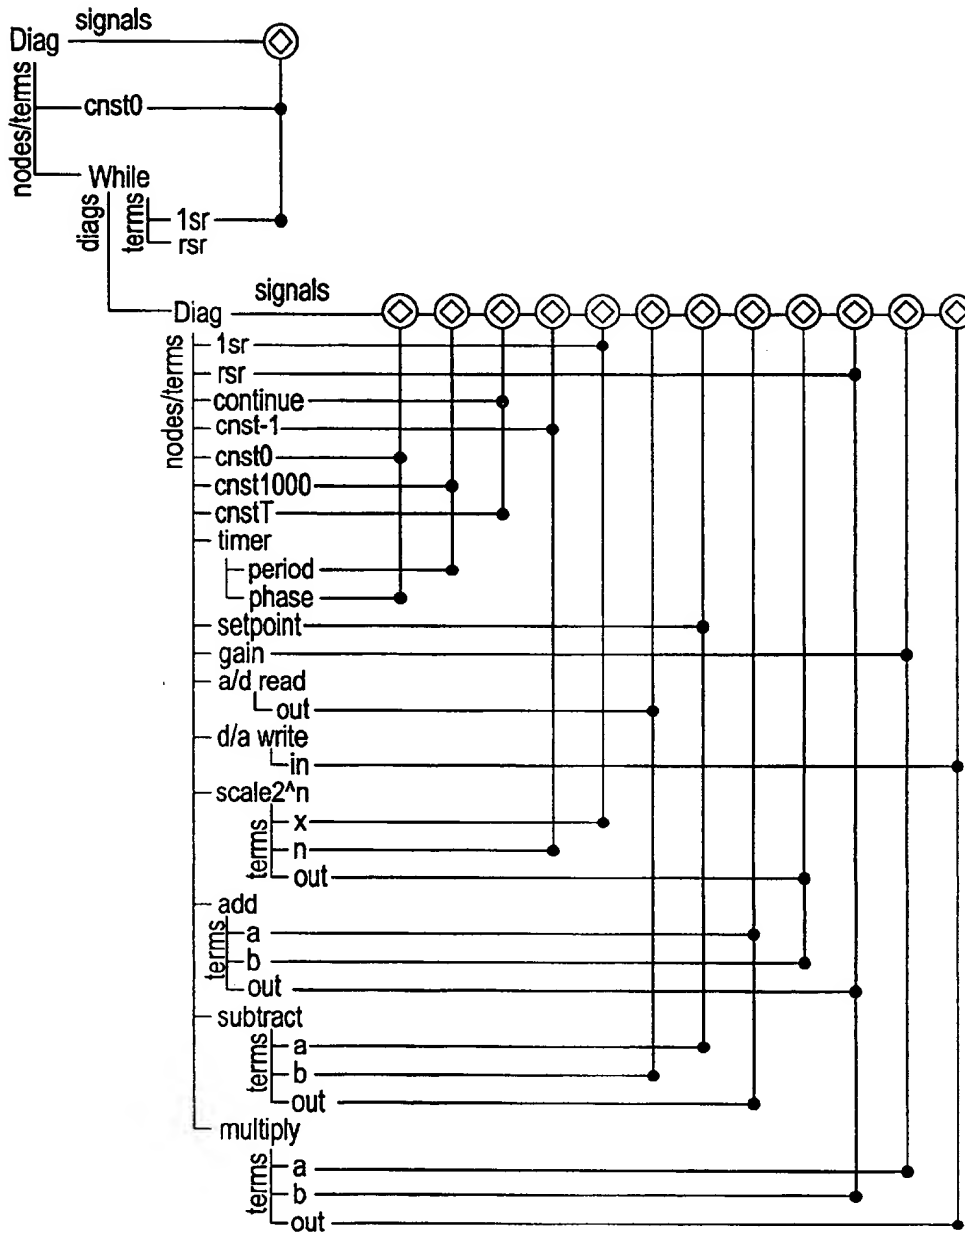 signals
Diag
nodes/terms
cnst0
While
diags
terms
1sr
rsr
signals
Diag
nodes/terms
1sr
rsr
continue
cnst-1
cnst0
cnst1000
cnstT
timer
period
phase
setpoint
gain
a/d read
out
d/a write
in
scale2^n
terms
x
n
out
add
terms
a
b
out
subtract
terms
a
b
out
multiply
terms
a
b
out